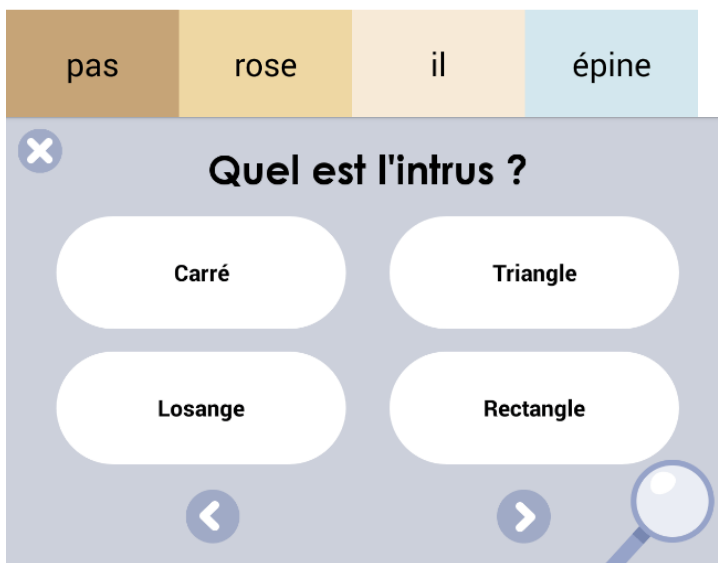 pas rose il épine
Quel est l'intrus ?
Carré Triangle
Losange Rectangle